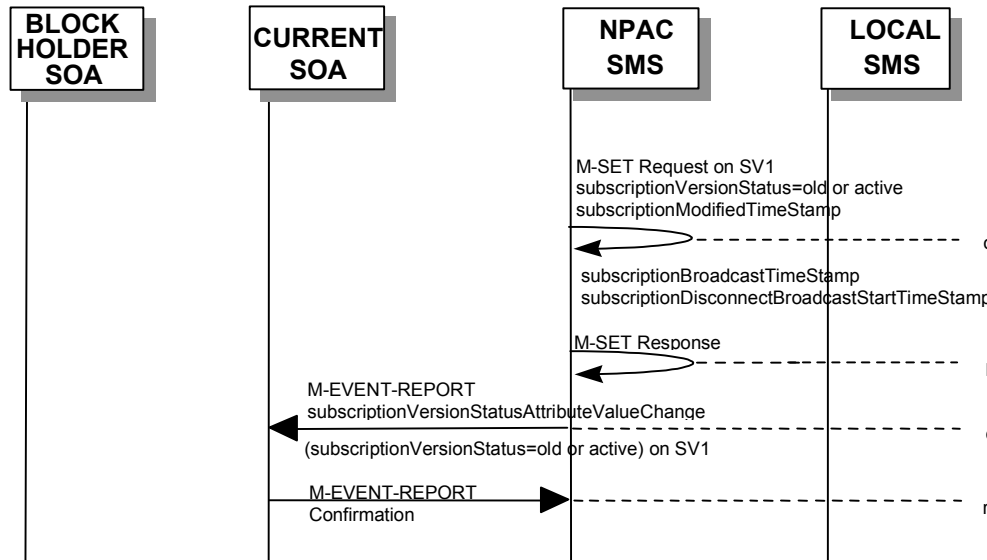 BLOCK
HOLDER
SOA
CURRENT
SOA
NPAC
SMS
LOCAL
SMS
M-SET Request on SV1
subscriptionVersionStatus=old or active
subscriptionModifiedTimeStamp
subscriptionBroadcastTimeStamp
subscriptionDisconnectBroadcastStartTimeStamp
M-SET Response
M-EVENT-REPORT
subscriptionVersionStatusAttributeValueChange
(subscriptionVersionStatus=old or active) on SV1
M-EVENT-REPORT
Confirmation